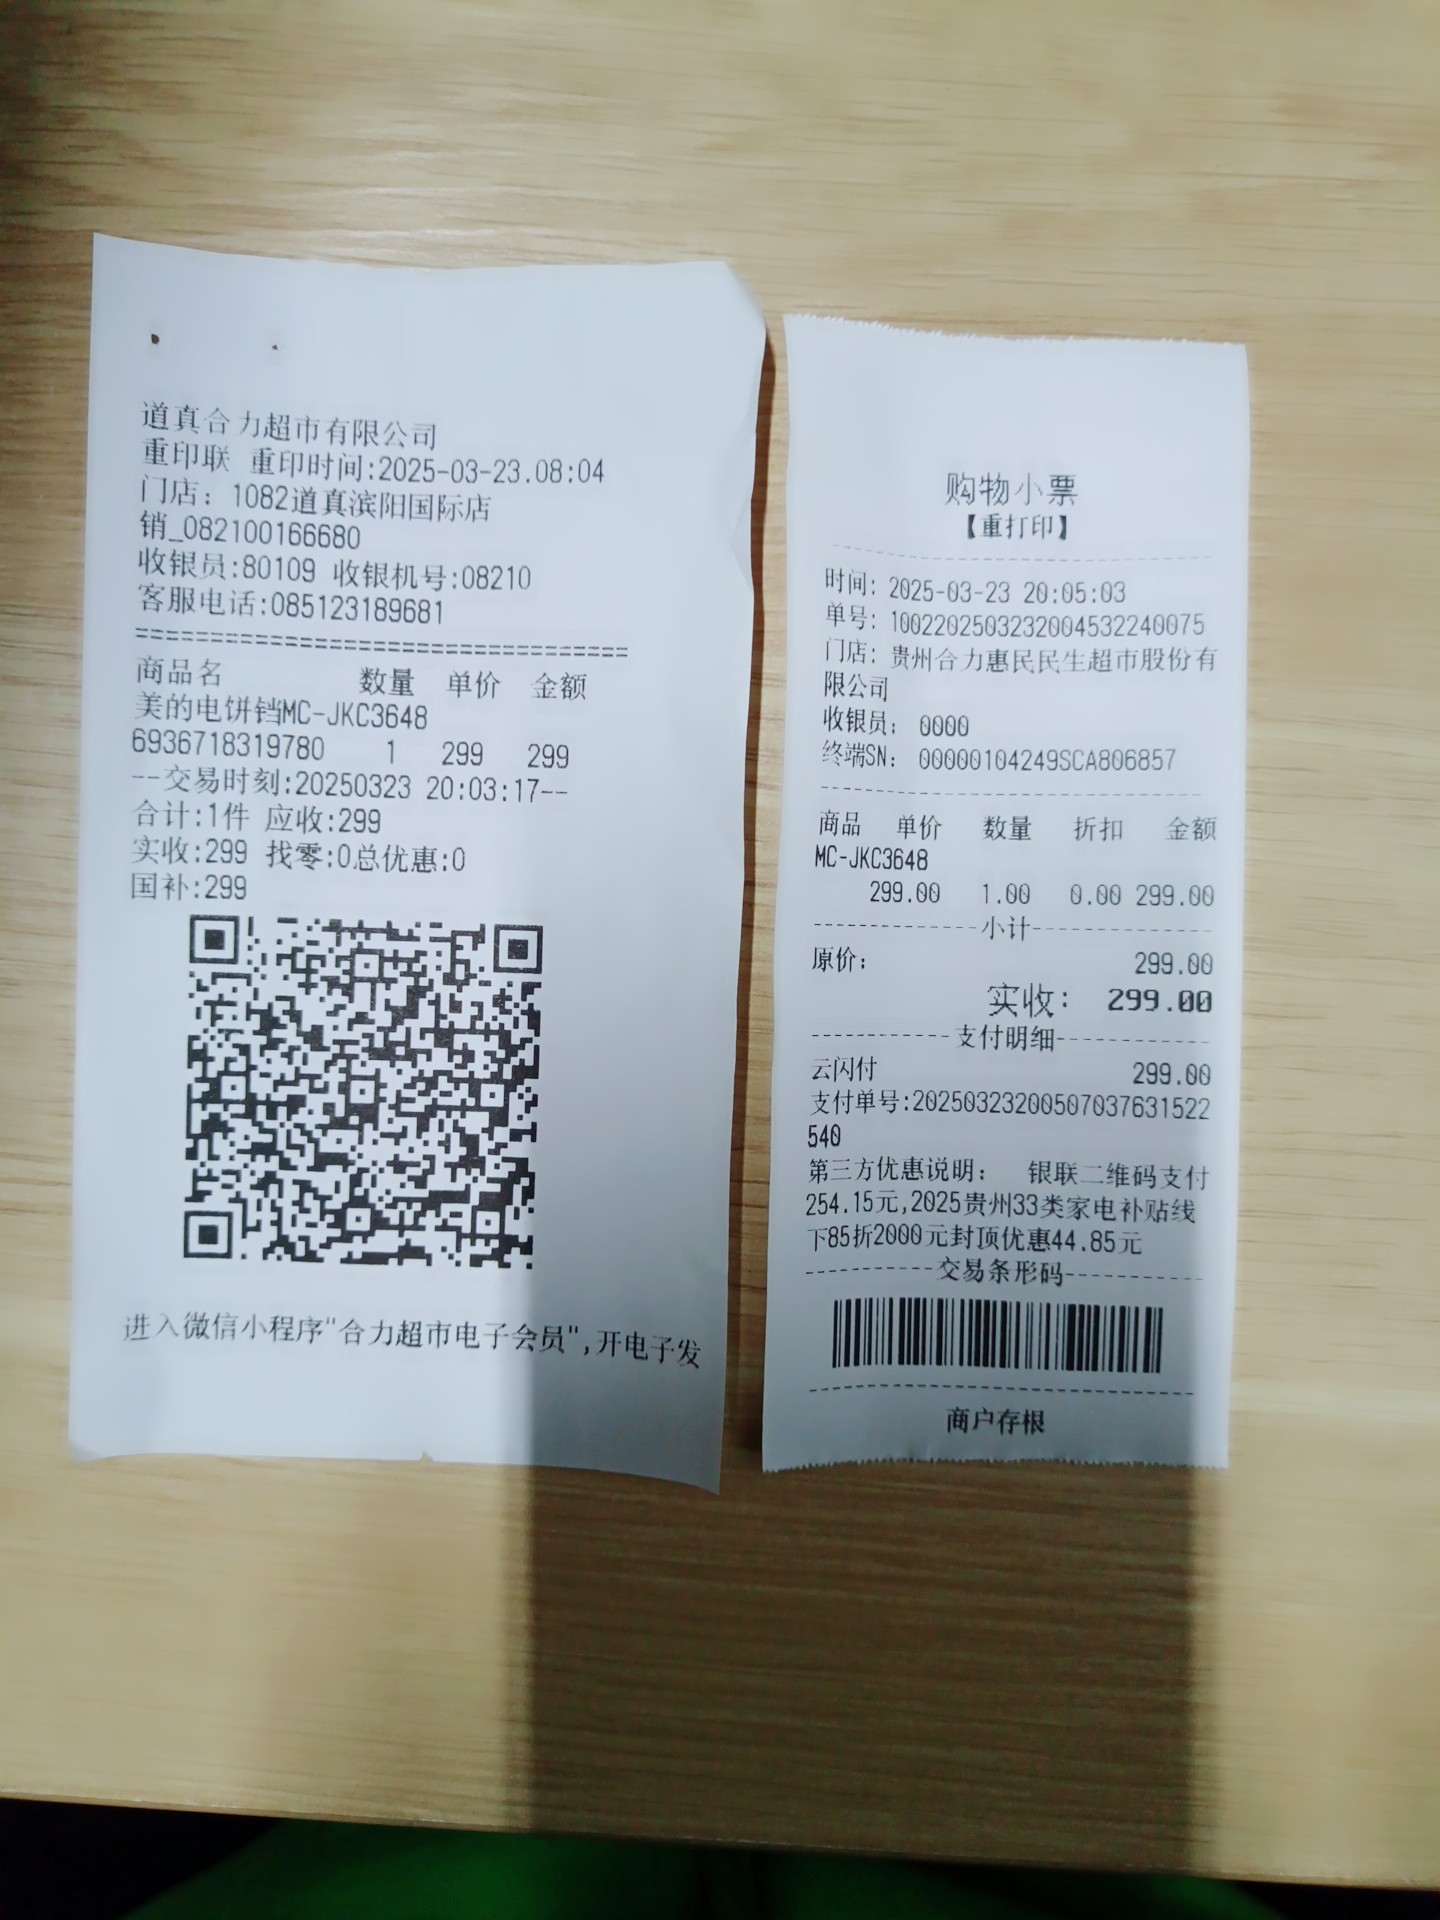 道真合力超市有限公司
重印联 重印时间:2025-03-23.08:04
门店: 1082道真滨阳国际店
销_082100166680
收银员:80109 收银机号:08210
客服电话:085123189681
================================
商品名 数量 单价 金额
美的电饼铛MC-JKC3648
6936718319780 1 299 299
--交易时刻:20250323 20:03:17--
合计:1件 应收:299
实收:299 找零:0总优惠:0
国补:299
进入微信小程序"合力超市电子会员",开电子发
购物小票
【重打印】
时间: 2025-03-23 20:05:03
单号: 10022025032320045322400​75
门店: 贵州合力惠民民生超市股份有
限公司
收银员: 0000
终端SN: 00000104249SCA806857
商品 单价 数量 折扣 金额
MC-JKC3648
299.00 1.00 0.00 299.00
-------------小计-------------
原价: 299.00
实收: 299.00
-----------支付明细-----------
云闪付 299.00
支付单号:202503232005070376315​22
540
第三方优惠说明: 银联二维码支付
254.15元,2025贵州33类家电补贴线
下85折2000元封顶优惠44.85元
----------交易条形码----------
商户存根